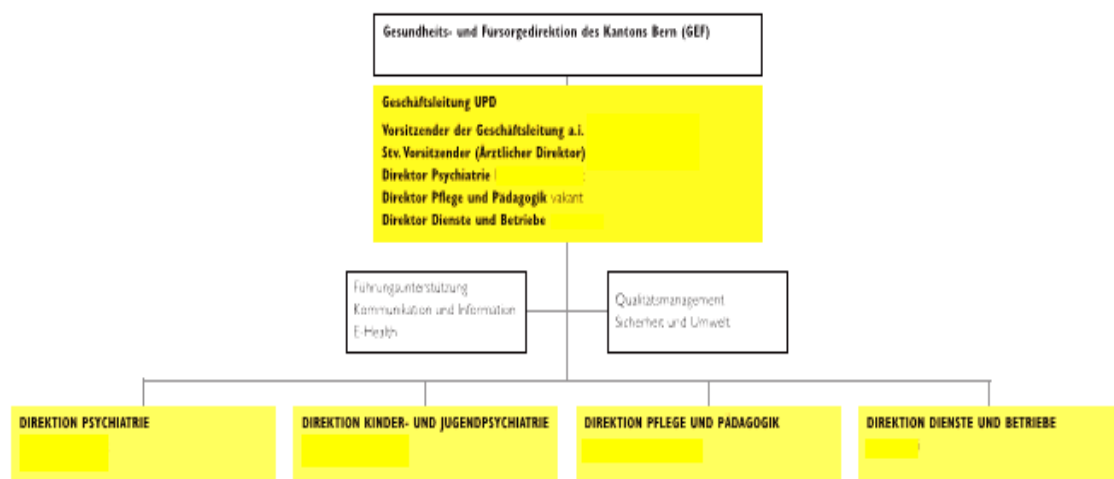 Gesundheits- und Fürsorgedirektion des Kantons Bern (GEF)
Geschäftsleitung UPD
Vorsitzender der Geschäftsleitung a.i.
Stv. Vorsitzender (Ärztlicher Direktor)
Direktor Psychiatrie
Direktor Pflege und Pädagogik vakant
Direktor Dienste und Betriebe
Führungsunterstützung
Kommunikation und Information
E-Health
Qualitätsmanagement
Sicherheit und Umwelt
DIREKTION PSYCHIATRIE
DIREKTION KINDER- UND JUGENDPSYCHIATRIE
DIREKTION PFLEGE UND PÄDAGOGIK
DIREKTION DIENSTE UND BETRIEBE